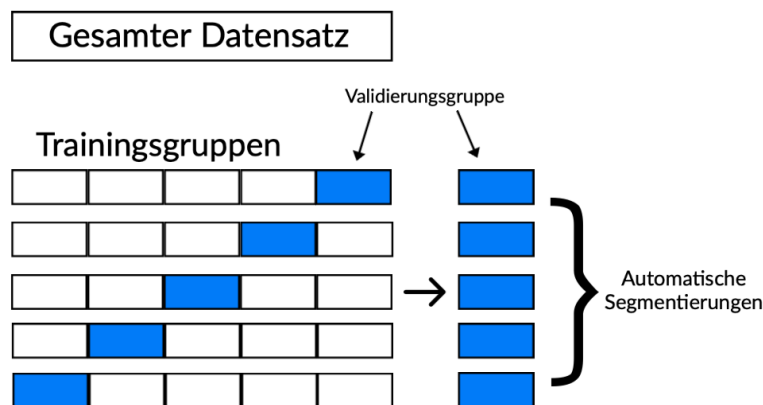 Gesamter Datensatz
Validierungsgruppe
Trainingsgruppen
Automatische
Segmentierungen